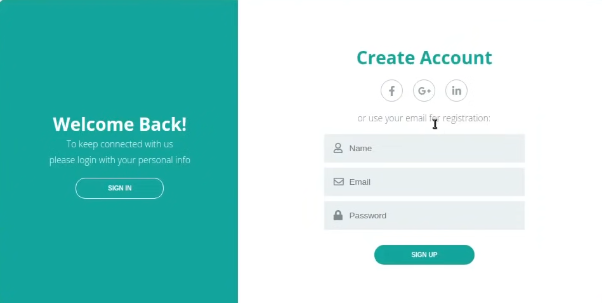 Welcome Back!
To keep connected with us
please login with your personal info
SIGN IN
Create Account
f
G+
in
or use your email for registration:
Name
Email
Password
SIGN UP